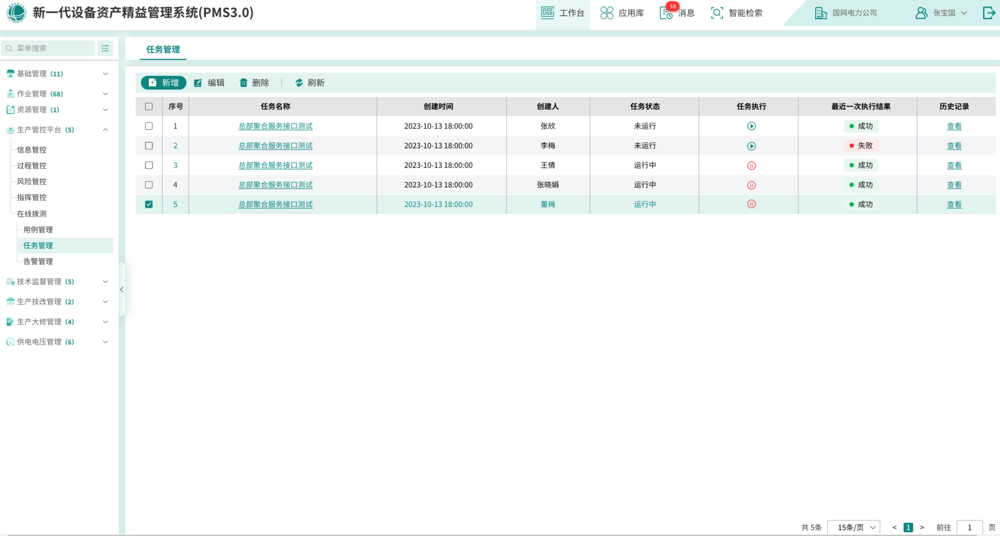 新一代设备资产精益管理系统(PMS3.0)
工作台 应用库 38 消息 智能检索 国网电力公司 张宝国
菜单搜索
基础管理 (11)
作业管理 (68)
资源管理 (1)
生产管控平台 (5)
信息管控
过程管控
风险管控
指挥管控
在线拨测
用例管理
任务管理
告警管理
技术监督管理 (5)
生产技改管理 (2)
生产大修管理 (4)
供电电压管理 (6)
任务管理
新增 编辑 删除 | 刷新
序号 任务名称 创建时间 创建人 任务状态 任务执行 最近一次执行结果 历史记录
1 总部聚合服务接口测试 2023-10-13 18:00:00 张欣 未运行 成功 查看
2 总部聚合服务接口测试 2023-10-13 18:00:00 李梅 未运行 失败 查看
3 总部聚合服务接口测试 2023-10-13 18:00:00 王倩 运行中 成功 查看
4 总部聚合服务接口测试 2023-10-13 18:00:00 张晓娟 运行中 成功 查看
5 总部聚合服务接口测试 2023-10-13 18:00:00 董梅 运行中 成功 查看
共 5条 15条/页 < 1 > 前往 1 页